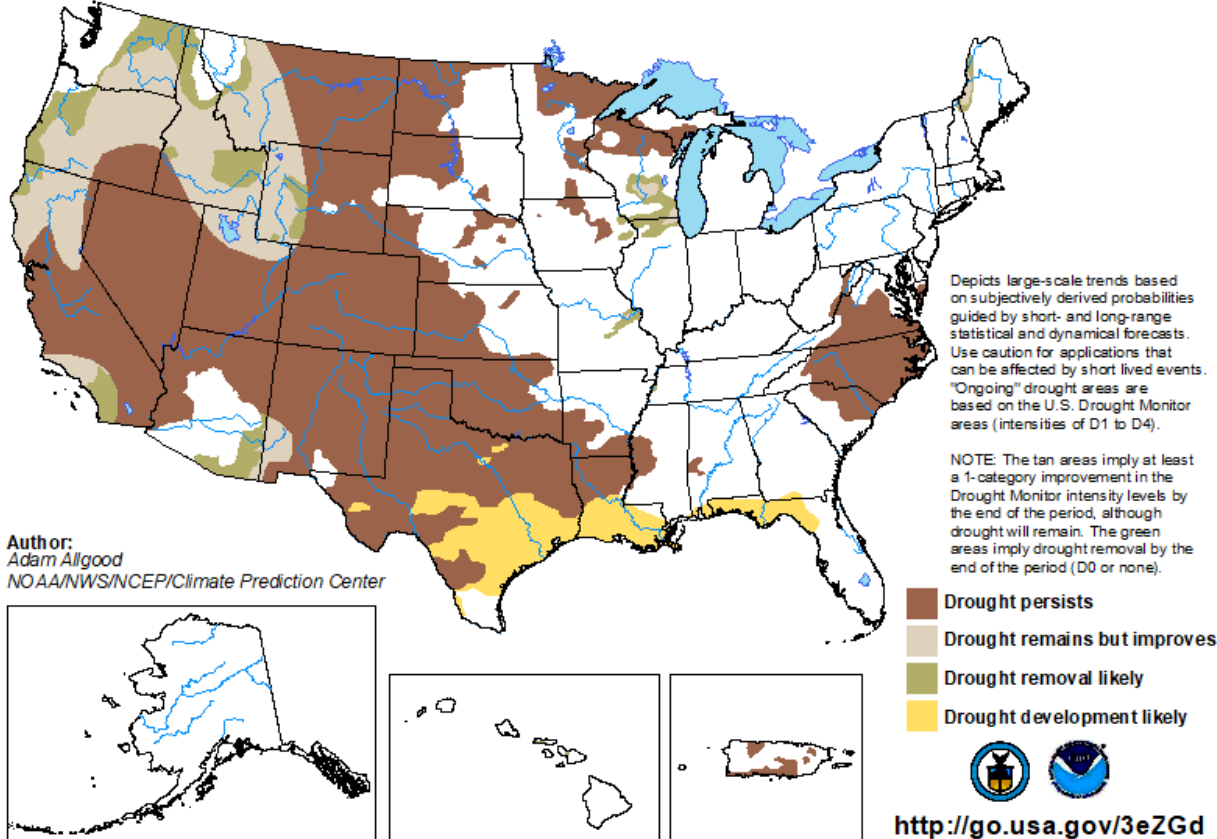 Depicts large-scale trends based
on subjectively derived probabilities
guided by short- and long-range
statistical and dynamical forecasts.
Use caution for applications that
can be affected by short lived events.
"Ongoing" drought areas are
based on the U.S. Drought Monitor
areas (intensities of D1 to D4).
NOTE: The tan areas imply at least
a 1-category improvement in the
Drought Monitor intensity levels by
the end of the period, although
drought will remain. The green
areas imply drought removal by the
end of the period (D0 or none).
Author:
Adam Allgood
NOAA/NWS/NCEP/Climate Prediction Center
Drought persists
Drought remains but improves
Drought removal likely
Drought development likely
http://go.usa.gov/3eZGd